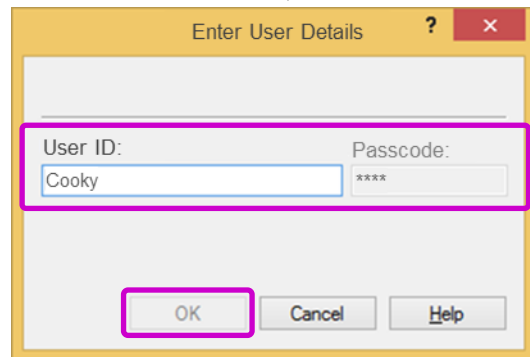 Enter User Details ? ×
User ID: Passcode:
Cooky ****
OK Cancel Help